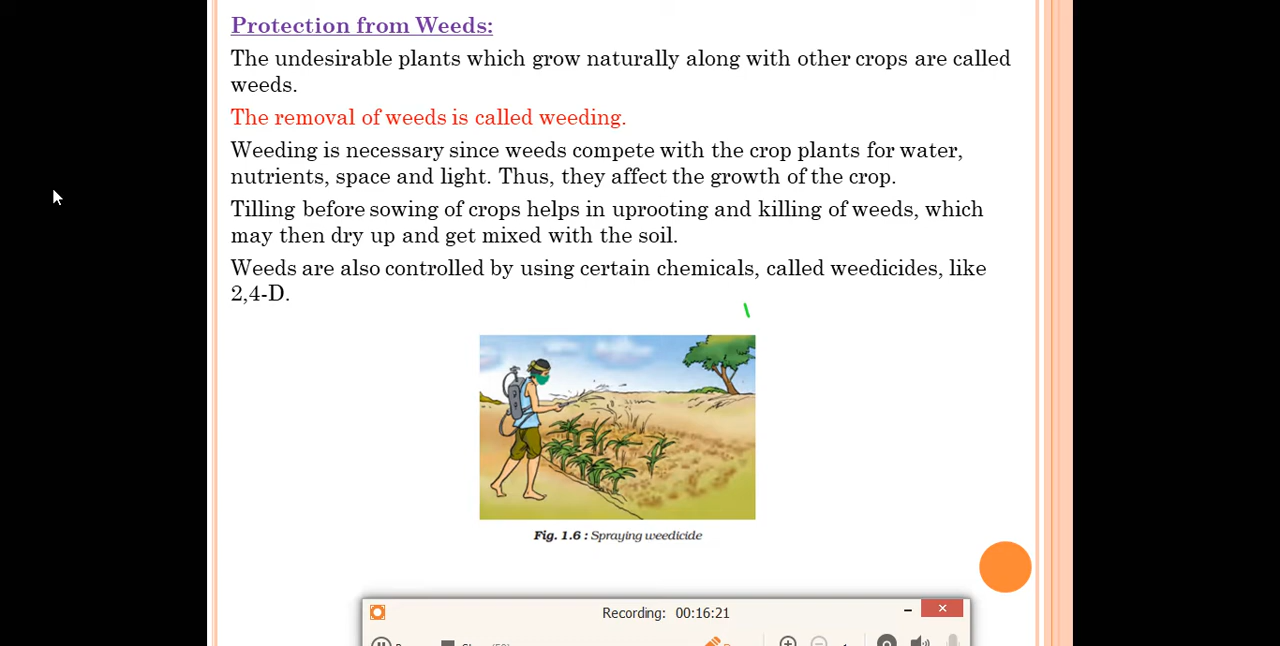 Protection from Weeds:
The undesirable plants which grow naturally along with other crops are called
weeds.
The removal of weeds is called weeding.
Weeding is necessary since weeds compete with the crop plants for water,
nutrients, space and light. Thus, they affect the growth of the crop.
Tilling before sowing of crops helps in uprooting and killing of weeds, which
may then dry up and get mixed with the soil.
Weeds are also controlled by using certain chemicals, called weedicides, like
2,4-D.
Fig. 1.6 : Spraying weedicide
Recording: 00:16:21